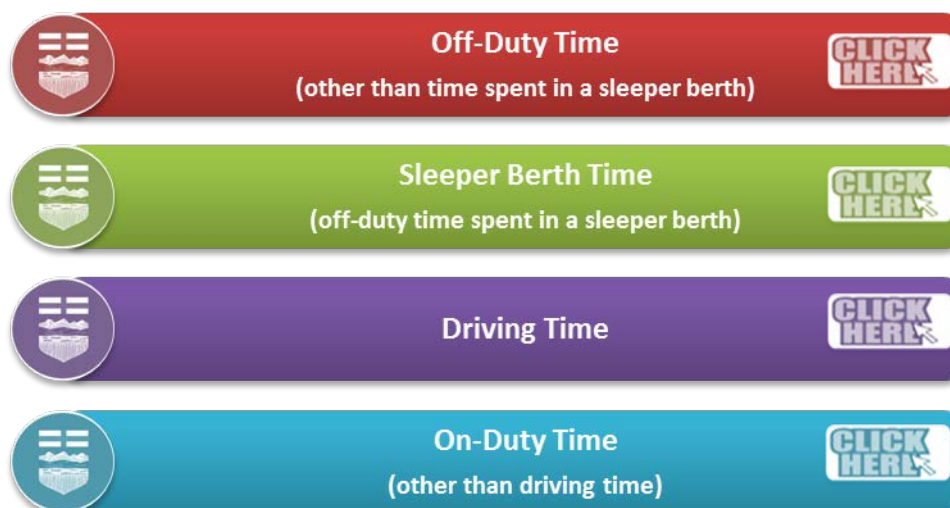 Off-Duty Time
(other than time spent in a sleeper berth)
CLICK
HERE
Sleeper Berth Time
(off-duty time spent in a sleeper berth)
CLICK
HERE
Driving Time
CLICK
HERE
On-Duty Time
(other than driving time)
CLICK
HERE